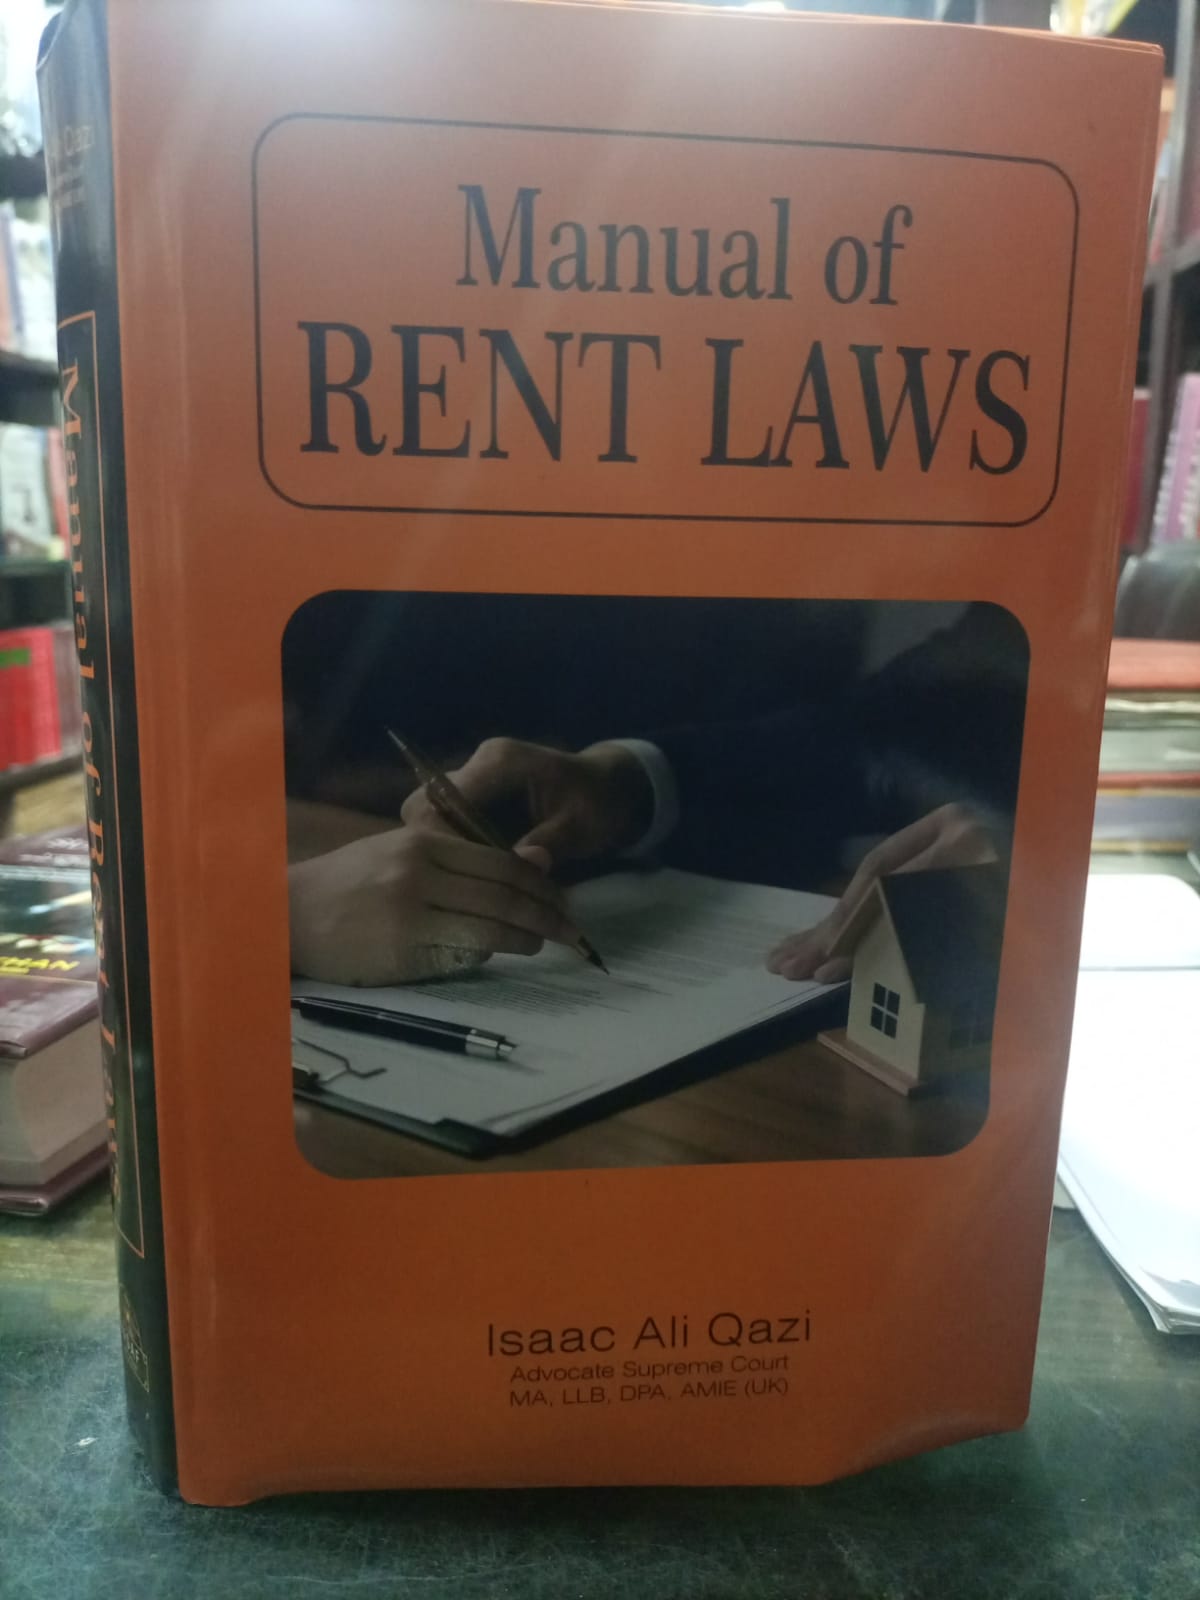 Manual of
RENT LAWS
Isaac Ali Qazi
Advocate Supreme Court
MA, LLB, DPA, AMIE (UK)
Manual of Rent Laws
Qazi